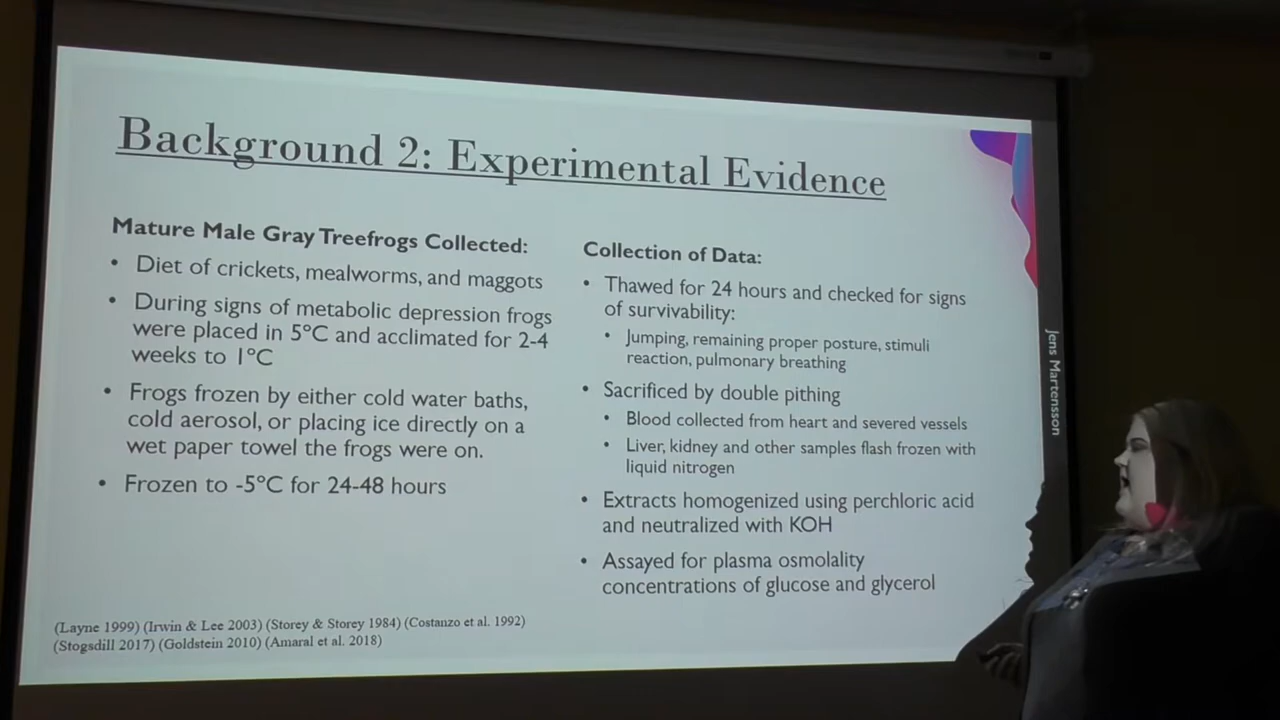 Background 2: Experimental Evidence
Mature Male Gray Treefrogs Collected:
• Diet of crickets, mealworms, and maggots
• During signs of metabolic depression frogs
were placed in 5°C and acclimated for 2-4
weeks to 1°C
• Frogs frozen by either cold water baths,
cold aerosol, or placing ice directly on a
wet paper towel the frogs were on.
• Frozen to -5°C for 24-48 hours
Collection of Data:
• Thawed for 24 hours and checked for signs
of survivability:
• Jumping, remaining proper posture, stimuli
reaction, pulmonary breathing
• Sacrificed by double pithing
• Blood collected from heart and severed vessels
• Liver, kidney and other samples flash frozen with
liquid nitrogen
• Extracts homogenized using perchloric acid
and neutralized with KOH
• Assayed for plasma osmolality
concentrations of glucose and glycerol
(Layne 1999) (Irwin & Lee 2003) (Storey & Storey 1984) (Costanzo et al. 1992)
(Stogsdill 2017) (Goldstein 2010) (Amaral et al. 2018)
Jens Martensson